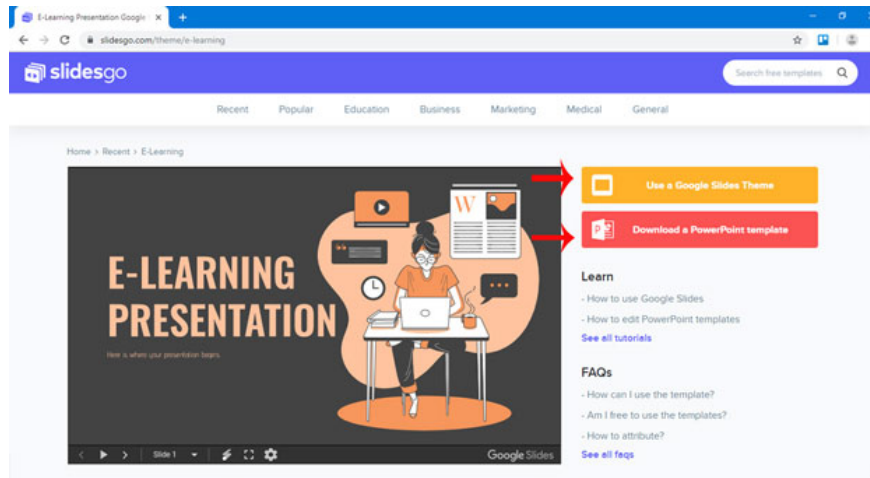 E-Learning Presentation Google
slidesgo.com/theme/e-learning
slidesgo
Search free templates
Recent Popular Education Business Marketing Medical General
Home > Recent > E-Learning
E-LEARNING
PRESENTATION
Here is where your presentation begins
W
Slide 1
Google Slides
Use a Google Slides Theme
Download a PowerPoint template
Learn
- How to use Google Slides
- How to edit PowerPoint templates
See all tutorials
FAQs
- How can I use the template?
- Am I free to use the templates?
- How to attribute?
See all faqs